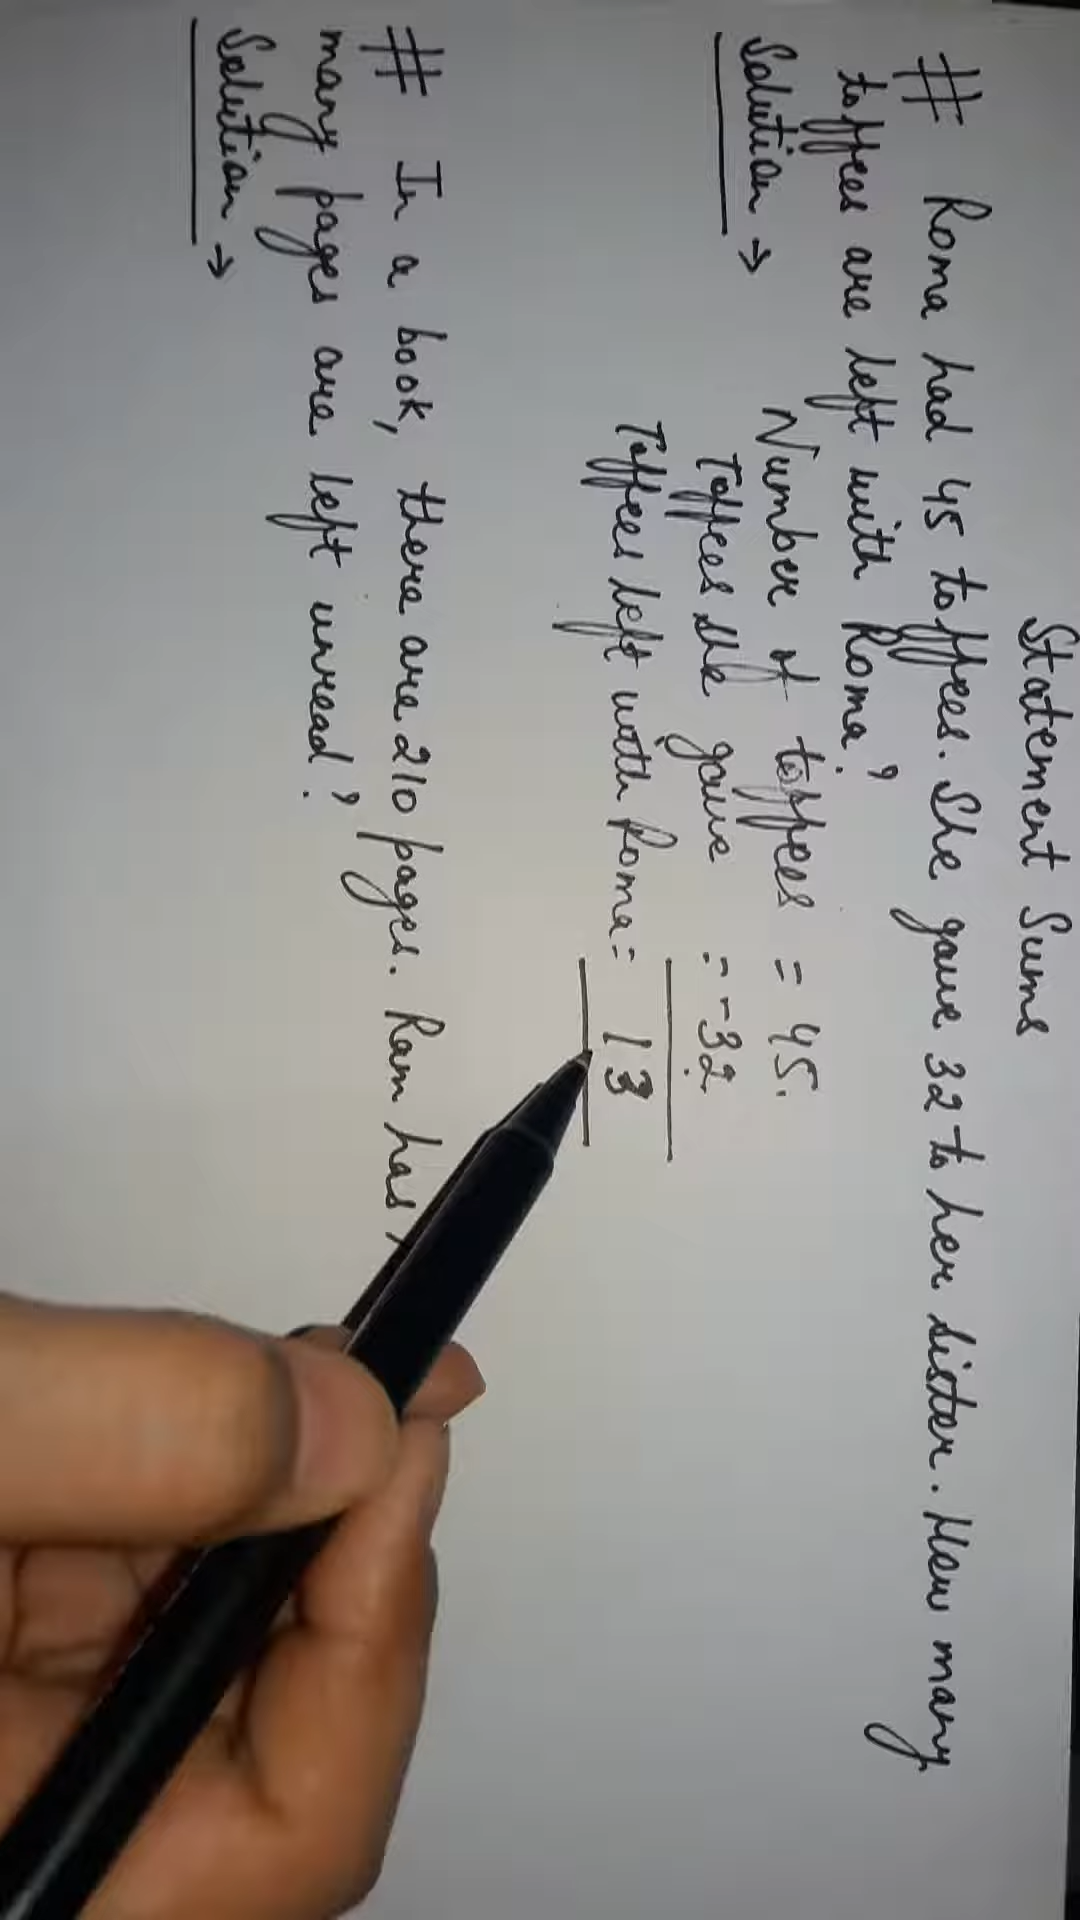 Statement Sums
# Roma had 45 toffees. She gave 32 to her sister. How many
toffees are left with Roma?
Solution →
Number of toffees = 45.
Toffees she gave = -32
Toffees left with Roma = 13
# In a book, there are 210 pages. Ram has
many pages are left unread?
Solution →